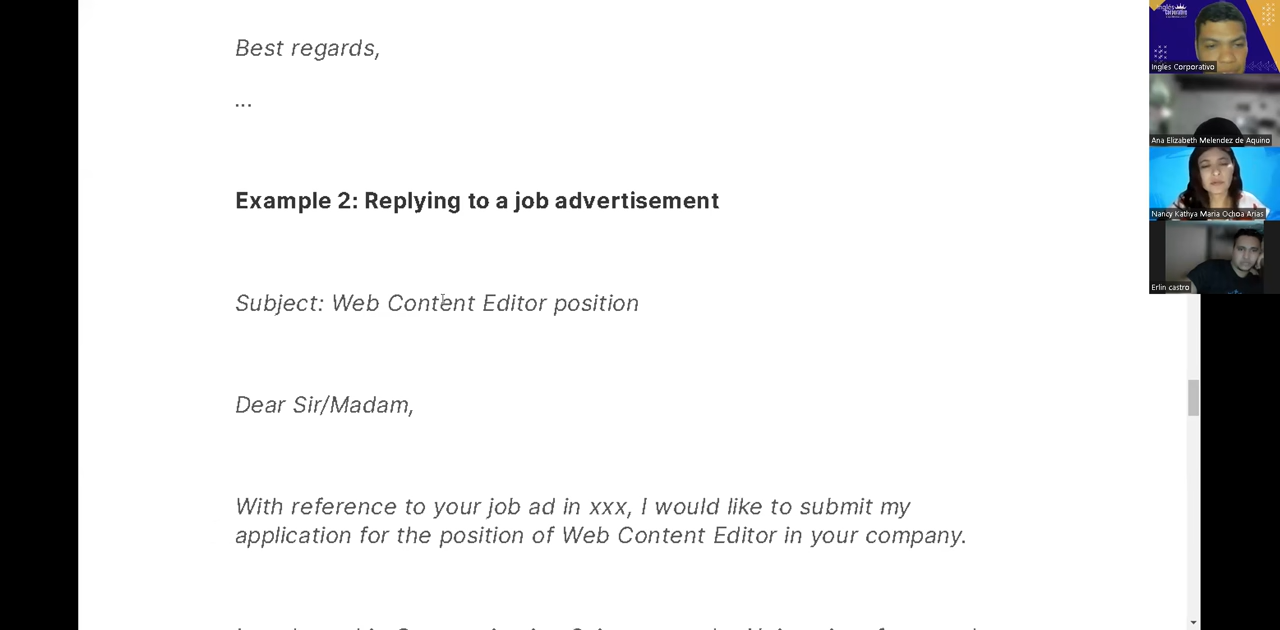 Best regards,
...
Example 2: Replying to a job advertisement
Subject: Web Content Editor position
Dear Sir/Madam,
With reference to your job ad in xxx, I would like to submit my
application for the position of Web Content Editor in your company.
Inglés Corporativo
Ana Elizabeth Melendez de Aquino
Nancy Kathya Maria Ochoa Arias
Erlin castro